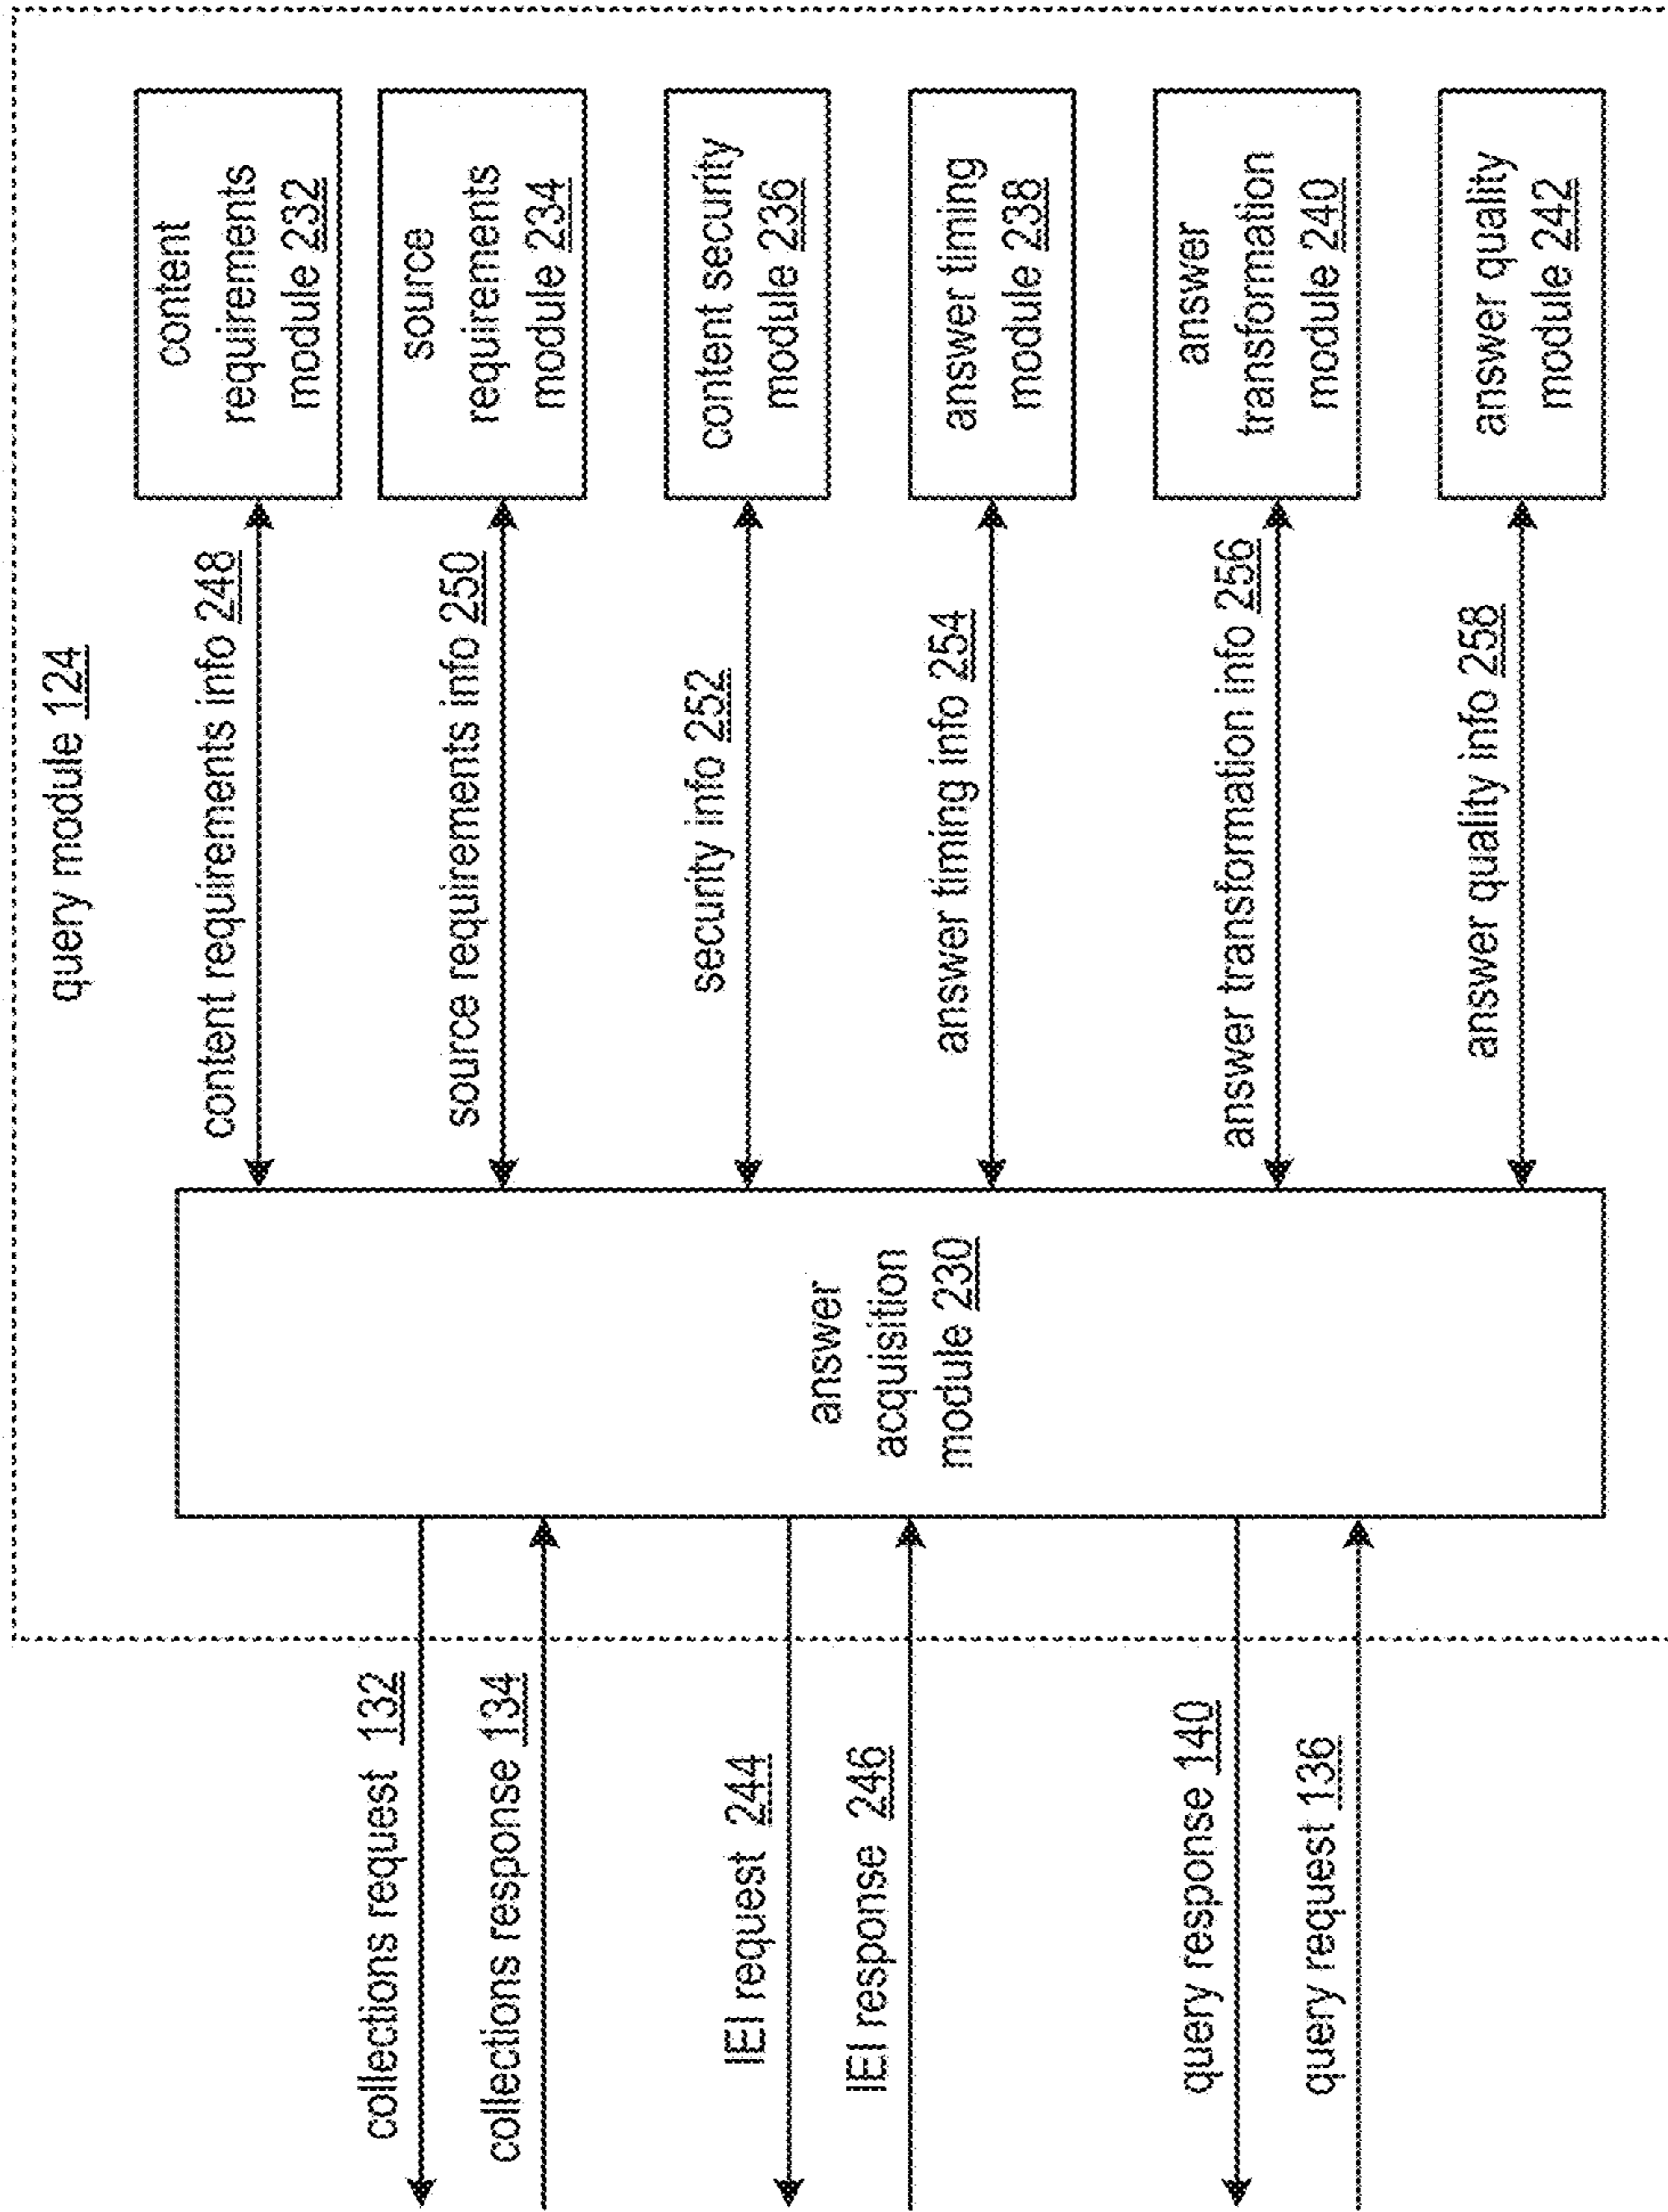 query module 124
collections request 132
collections response 134
IEI request 244
IEI response 246
query response 140
query request 136
answer
acquisition
module 230
content requirements info 248
source requirements info 250
security info 252
answer timing info 254
answer transformation info 256
answer quality info 258
content
requirements
module 232
source
requirements
module 234
content security
module 236
answer timing
module 238
answer
transformation
module 240
answer quality
module 242